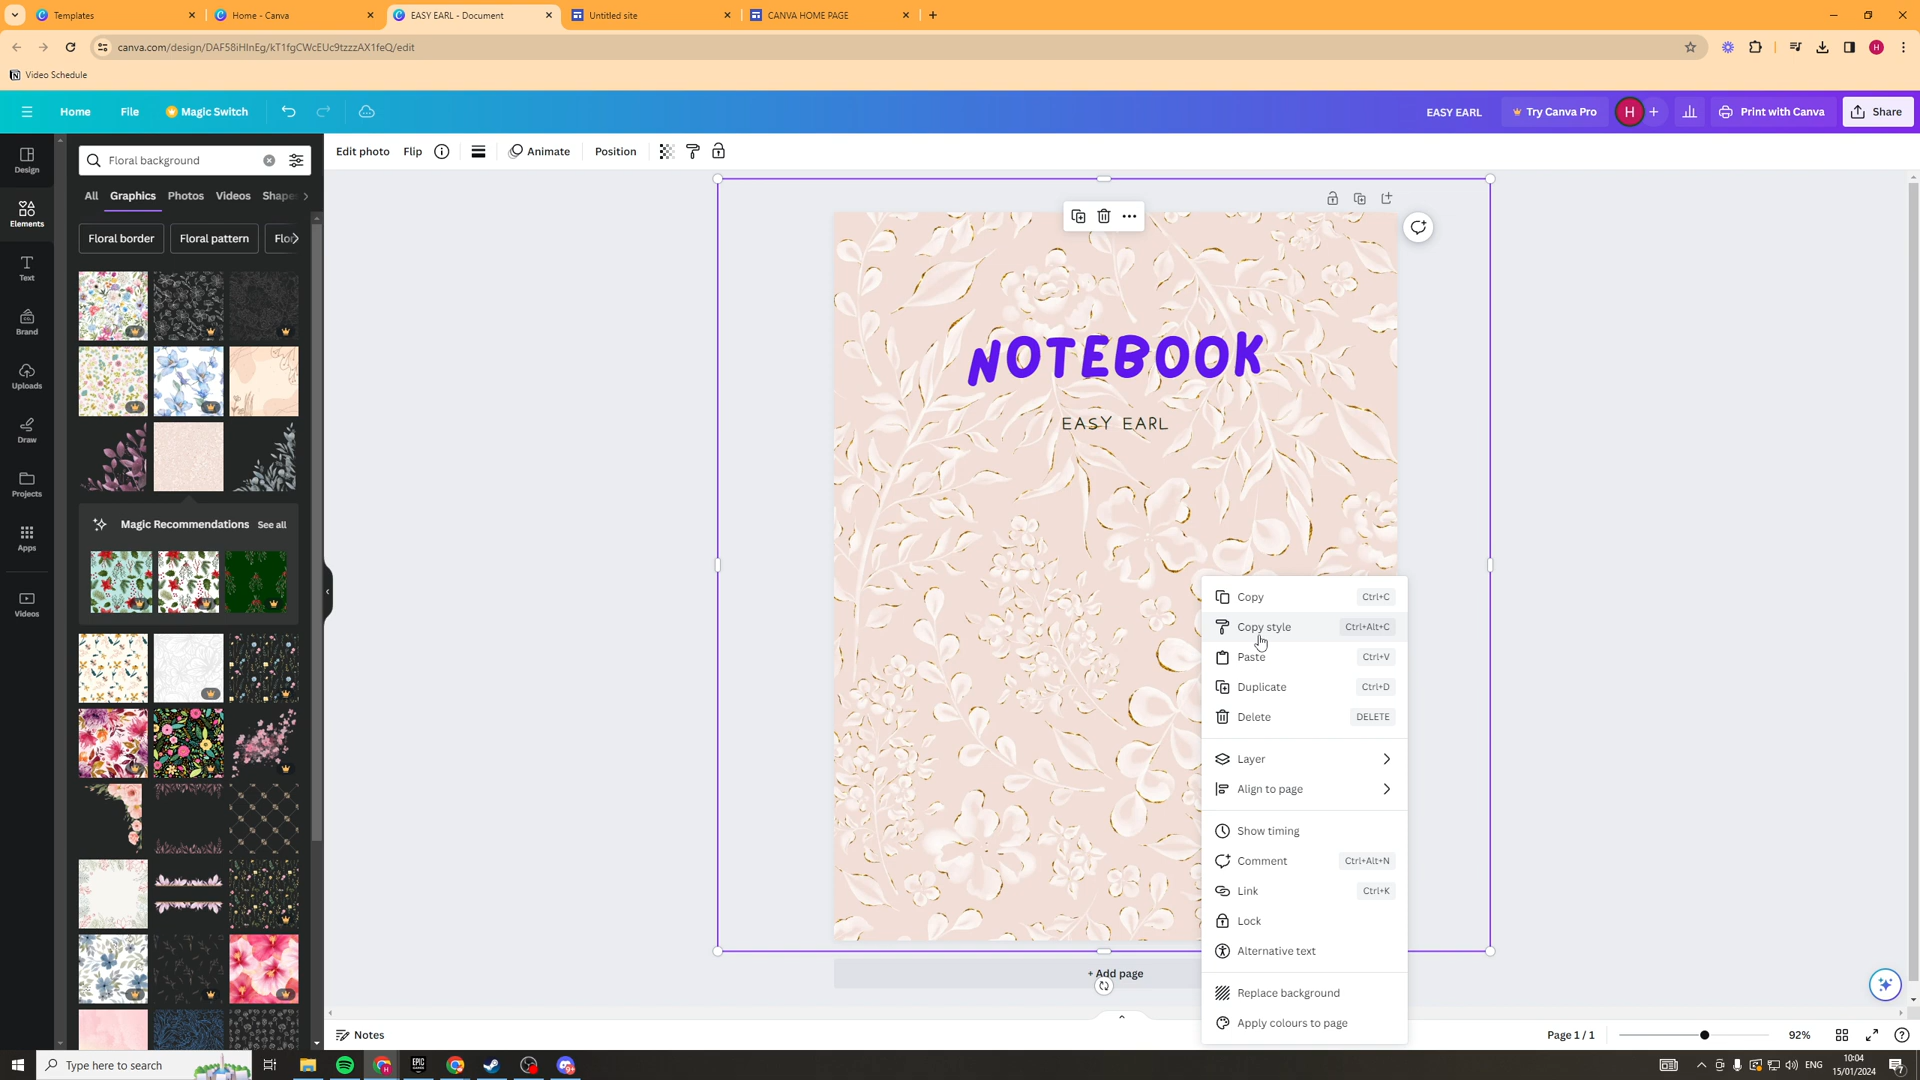 Templates
Home - Canva
EASY EARL - Document
Untitled site
CANVA HOME PAGE
canva.com/design/DAF58iHInEg/kT1fgCWcEUc9tzzzAX1feQ/edit
Video Schedule
Home
File
Magic Switch
EASY EARL
Try Canva Pro
H
Print with Canva
Share
Design
Elements
Text
Brand
Uploads
Draw
Projects
Apps
Videos
Floral background
All
Graphics
Photos
Videos
Shape
Floral border
Floral pattern
Flo
Magic Recommendations
See all
Edit photo
Flip
Animate
Position
NOTEBOOK
EASY EARL
Copy Ctrl+C
Copy style Ctrl+Alt+C
Paste Ctrl+V
Duplicate Ctrl+D
Delete DELETE
Layer
Align to page
Show timing
Comment Ctrl+Alt+N
Link Ctrl+K
Lock
Alternative text
Replace background
Apply colours to page
+ Add page
Notes
Page 1 / 1
92%
Type here to search
ENG
10:04
15/01/2024